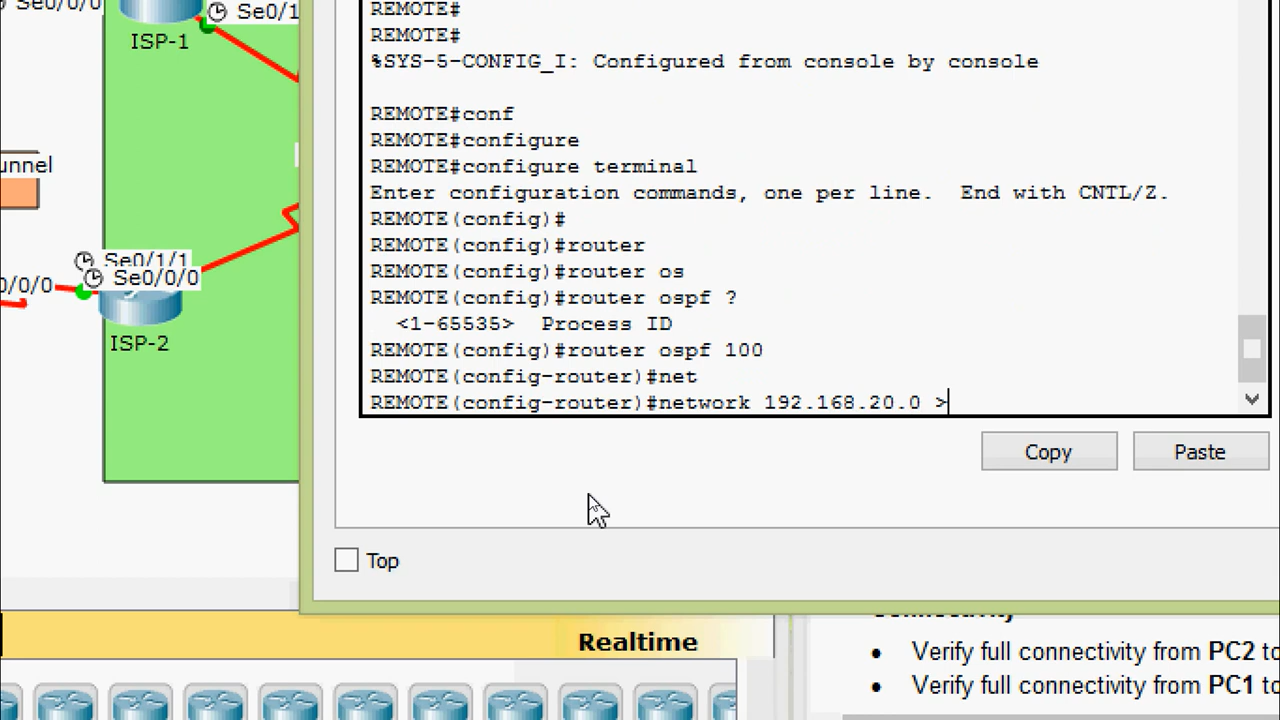 Se0/0/0
Se0/1
ISP-1
unnel
Se0/1/1
Se0/0/0
0/0/0
ISP-2
REMOTE#
REMOTE#
%SYS-5-CONFIG_I: Configured from console by console
REMOTE#conf
REMOTE#configure
REMOTE#configure terminal
Enter configuration commands, one per line.  End with CNTL/Z.
REMOTE(config)#
REMOTE(config)#router
REMOTE(config)#router os
REMOTE(config)#router ospf ?
<1-65535>  Process ID
REMOTE(config)#router ospf 100
REMOTE(config-router)#net
REMOTE(config-router)#network 192.168.20.0 >
Copy
Paste
Top
Realtime
• Verify full connectivity from PC2 to
• Verify full connectivity from PC1 to